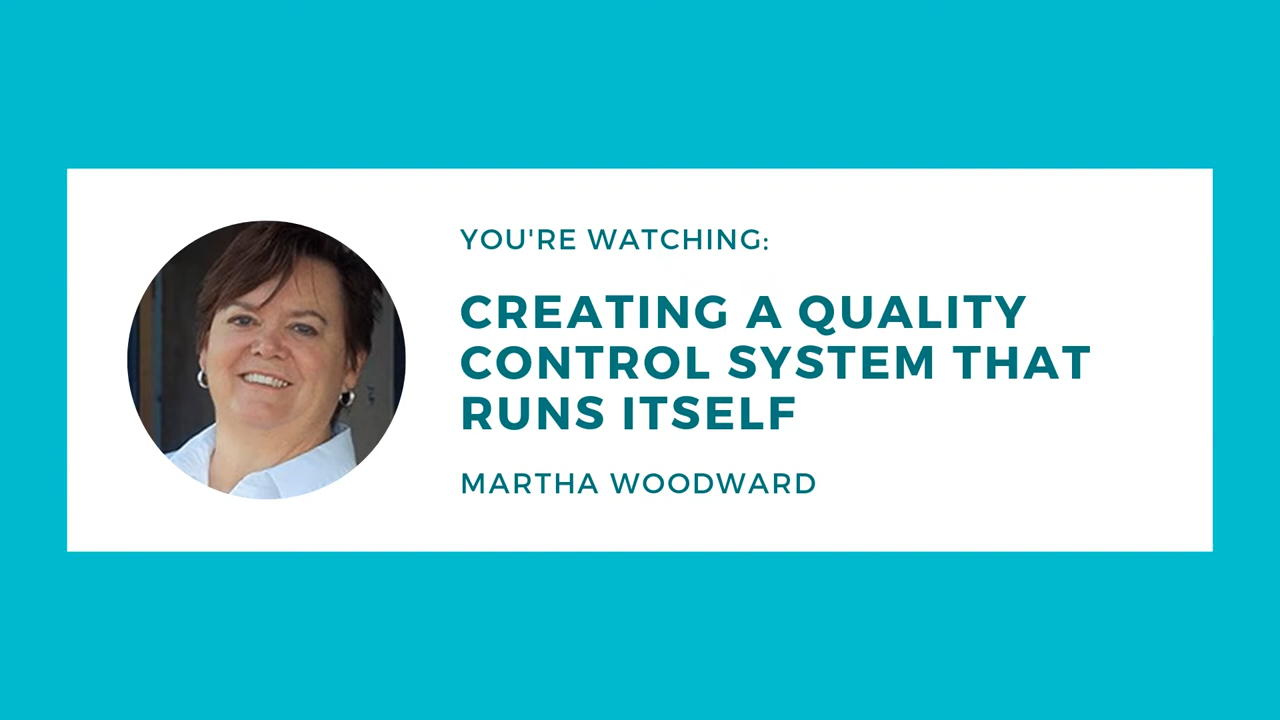 YOU'RE WATCHING:
CREATING A QUALITY
CONTROL SYSTEM THAT
RUNS ITSELF
MARTHA WOODWARD